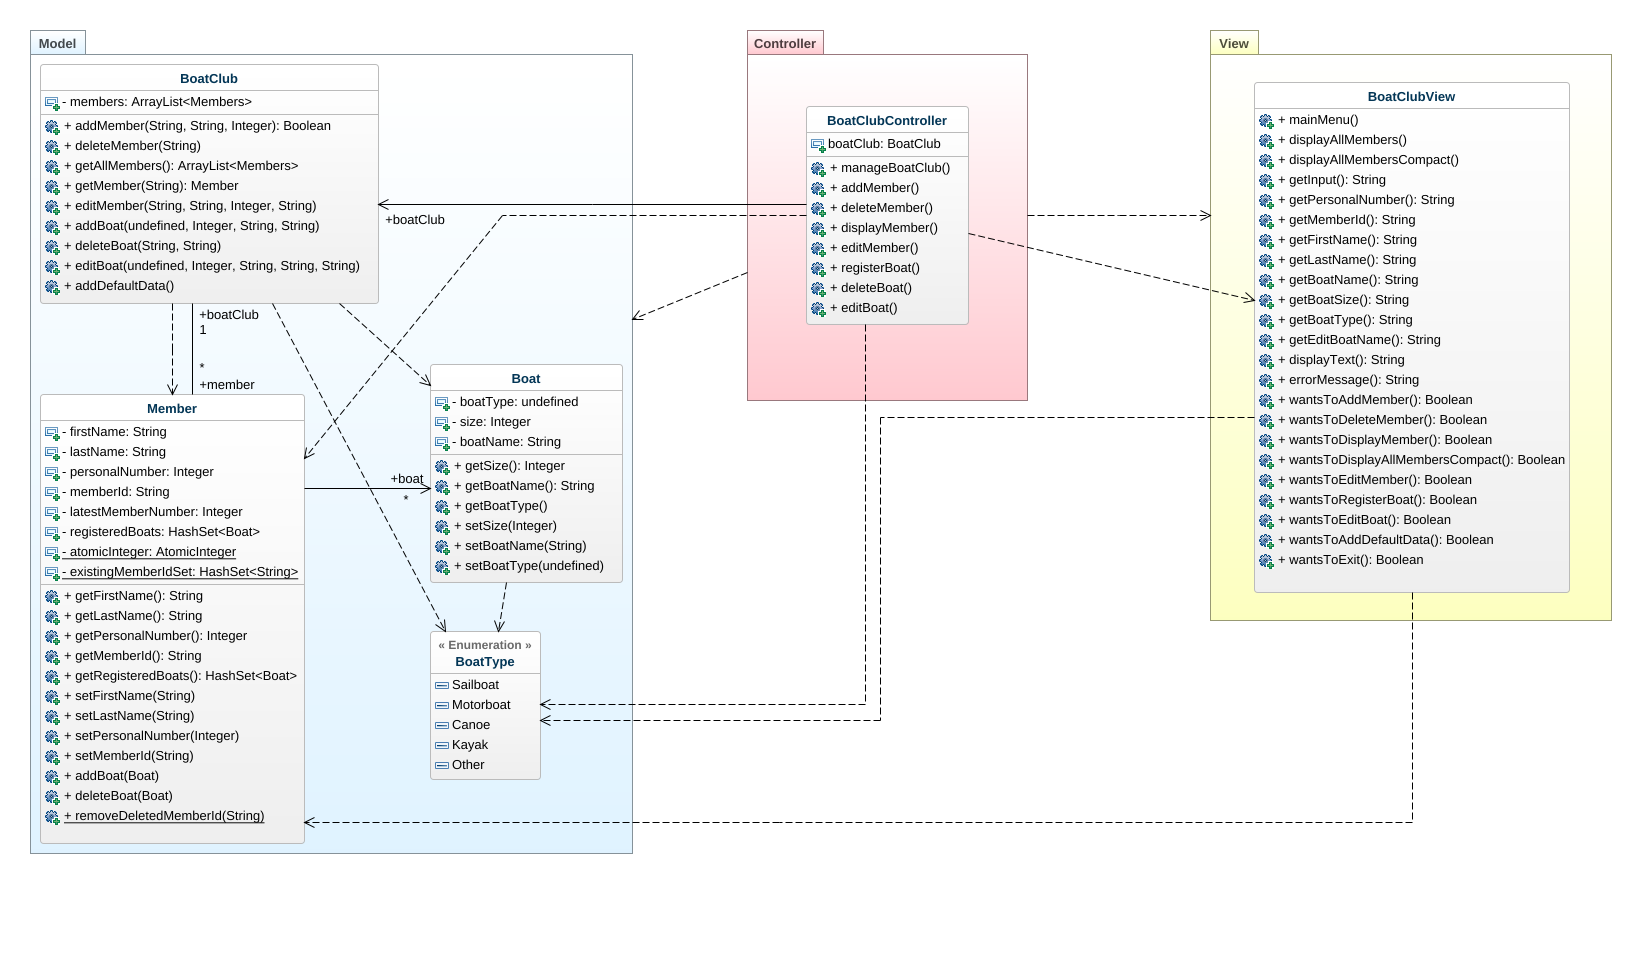 Model
BoatClub
- members: ArrayList<Members>
+ addMember(String, String, Integer): Boolean
+ deleteMember(String)
+ getAllMembers(): ArrayList<Members>
+ getMember(String): Member
+ editMember(String, String, Integer, String)
+ addBoat(undefined, Integer, String, String)
+ deleteBoat(String, String)
+ editBoat(undefined, Integer, String, String, String)
+ addDefaultData()
+boatClub
+boatClub
1
*
+member
Member
- firstName: String
- lastName: String
- personalNumber: Integer
- memberId: String
- latestMemberNumber: Integer
- registeredBoats: HashSet<Boat>
- atomicInteger: AtomicInteger
- existingMemberIdSet: HashSet<String>
+ getFirstName(): String
+ getLastName(): String
+ getPersonalNumber(): Integer
+ getMemberId(): String
+ getRegisteredBoats(): HashSet<Boat>
+ setFirstName(String)
+ setLastName(String)
+ setPersonalNumber(Integer)
+ setMemberId(String)
+ addBoat(Boat)
+ deleteBoat(Boat)
+ removeDeletedMemberId(String)
+boat
*
Boat
- boatType: undefined
- size: Integer
- boatName: String
+ getSize(): Integer
+ getBoatName(): String
+ getBoatType()
+ setSize(Integer)
+ setBoatName(String)
+ setBoatType(undefined)
« Enumeration »
BoatType
Sailboat
Motorboat
Canoe
Kayak
Other
Controller
BoatClubController
boatClub: BoatClub
+ manageBoatClub()
+ addMember()
+ deleteMember()
+ displayMember()
+ editMember()
+ registerBoat()
+ deleteBoat()
+ editBoat()
View
BoatClubView
+ mainMenu()
+ displayAllMembers()
+ displayAllMembersCompact()
+ getInput(): String
+ getPersonalNumber(): String
+ getMemberId(): String
+ getFirstName(): String
+ getLastName(): String
+ getBoatName(): String
+ getBoatSize(): String
+ getBoatType(): String
+ getEditBoatName(): String
+ displayText(): String
+ errorMessage(): String
+ wantsToAddMember(): Boolean
+ wantsToDeleteMember(): Boolean
+ wantsToDisplayMember(): Boolean
+ wantsToDisplayAllMembersCompact(): Boolean
+ wantsToEditMember(): Boolean
+ wantsToRegisterBoat(): Boolean
+ wantsToEditBoat(): Boolean
+ wantsToAddDefaultData(): Boolean
+ wantsToExit(): Boolean